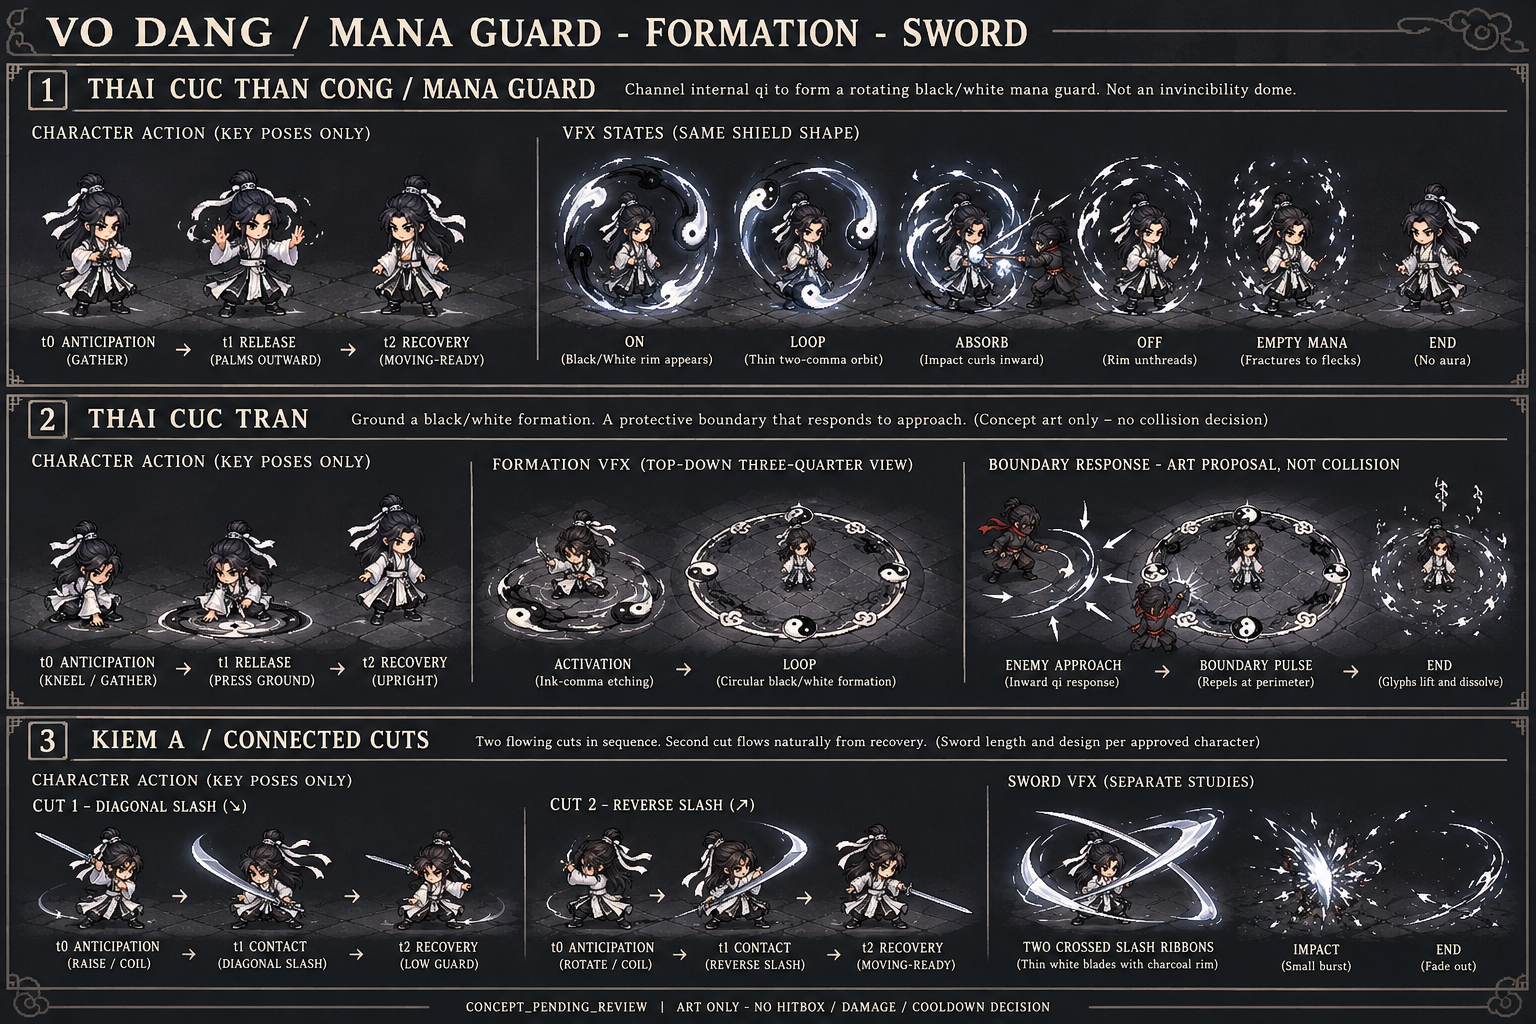 VO DANG / MANA GUARD - FORMATION - SWORD
1 THAI CUC THAN CONG / MANA GUARD Channel internal qi to form a rotating black/white mana guard. Not an invincibility dome.
CHARACTER ACTION (KEY POSES ONLY)
t0 ANTICIPATION
(GATHER)
→
t1 RELEASE
(PALMS OUTWARD)
→
t2 RECOVERY
(MOVING-READY)
VFX STATES (SAME SHIELD SHAPE)
ON
(Black/White rim appears)
LOOP
(Thin two-comma orbit)
ABSORB
(Impact curls inward)
OFF
(Rim unthreads)
EMPTY MANA
(Fractures to flecks)
END
(No aura)
2 THAI CUC TRAN Ground a black/white formation. A protective boundary that responds to approach. (Concept art only – no collision decision)
CHARACTER ACTION (KEY POSES ONLY)
t0 ANTICIPATION
(KNEEL / GATHER)
→
t1 RELEASE
(PRESS GROUND)
→
t2 RECOVERY
(UPRIGHT)
FORMATION VFX (TOP-DOWN THREE-QUARTER VIEW)
ACTIVATION
(Ink-comma etching)
→
LOOP
(Circular black/white formation)
BOUNDARY RESPONSE - ART PROPOSAL, NOT COLLISION
ENEMY APPROACH
(Inward qi response)
→
BOUNDARY PULSE
(Repels at perimeter)
→
END
(Glyphs lift and dissolve)
3 KIEM A / CONNECTED CUTS Two flowing cuts in sequence. Second cut flows naturally from recovery. (Sword length and design per approved character)
CHARACTER ACTION (KEY POSES ONLY)
CUT 1 - DIAGONAL SLASH (↘)
t0 ANTICIPATION
(RAISE / COIL)
→
t1 CONTACT
(DIAGONAL SLASH)
→
t2 RECOVERY
(LOW GUARD)
CUT 2 - REVERSE SLASH (↗)
t0 ANTICIPATION
(ROTATE / COIL)
→
t1 CONTACT
(REVERSE SLASH)
→
t2 RECOVERY
(MOVING-READY)
SWORD VFX (SEPARATE STUDIES)
TWO CROSSED SLASH RIBBONS
(Thin white blades with charcoal rim)
IMPACT
(Small burst)
END
(Fade out)
CONCEPT_PENDING_REVIEW | ART ONLY - NO HITBOX / DAMAGE / COOLDOWN DECISION